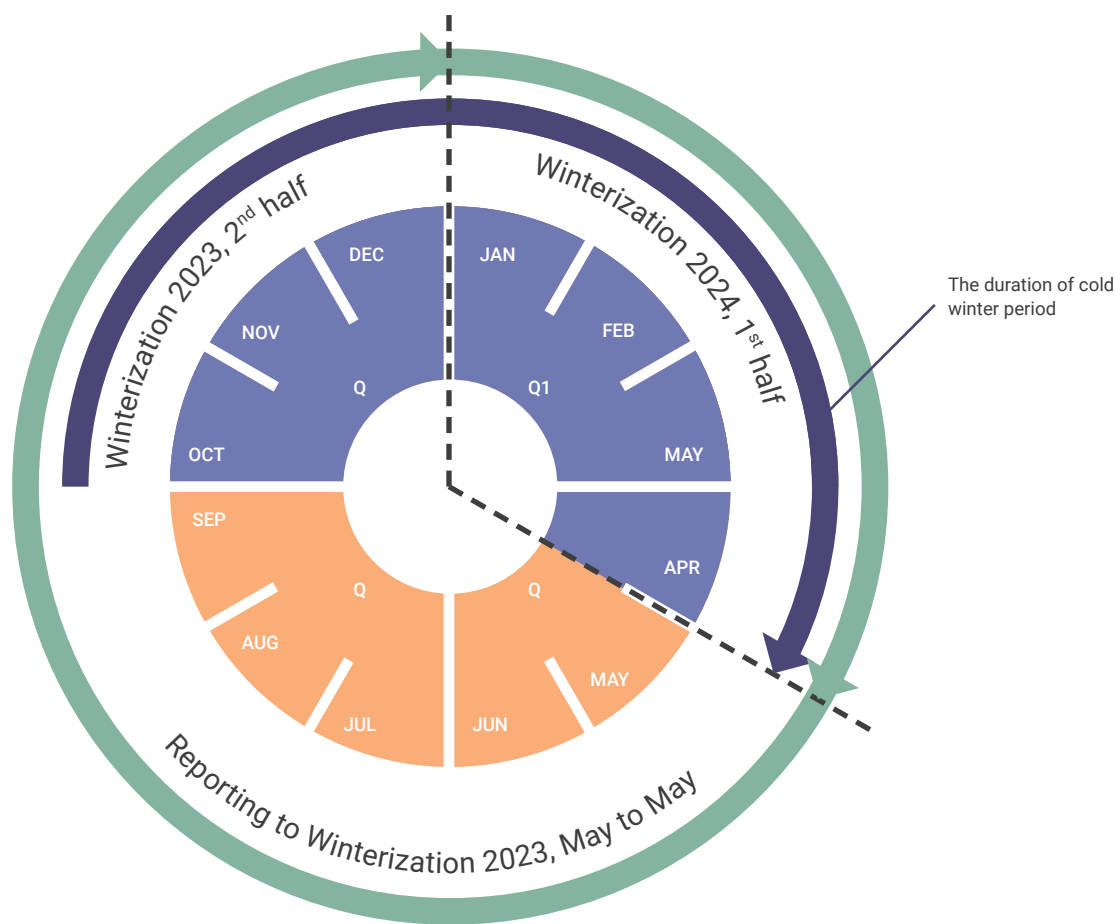 Winterization 2023, 2nd half
Winterization 2024, 1st half
The duration of cold
winter period
DEC
JAN
NOV
FEB
Q
Q1
OCT
MAY
SEP
APR
Q
Q
AUG
MAY
JUL
JUN
Reporting to Winterization 2023, May to May